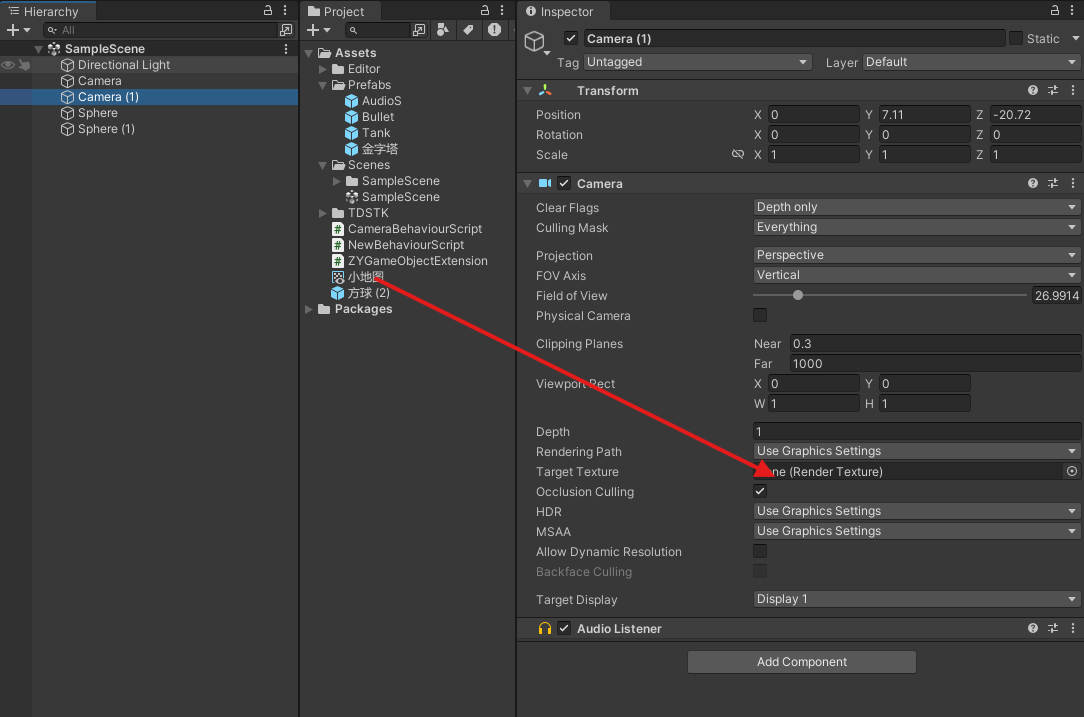 Hierarchy
All
SampleScene
Directional Light
Camera
Camera (1)
Sphere
Sphere (1)
Project
Assets
Editor
Prefabs
AudioS
Bullet
Tank
金字塔
Scenes
SampleScene
SampleScene
TDSTK
CameraBehaviourScript
NewBehaviourScript
ZYGameObjectExtension
小地图
方球 (2)
Packages
Inspector
Camera (1) Static
Tag Untagged Layer Default
Transform
Position X 0 Y 7.11 Z -20.72
Rotation X 0 Y 0 Z 0
Scale X 1 Y 1 Z 1
Camera
Clear Flags Depth only
Culling Mask Everything
Projection Perspective
FOV Axis Vertical
Field of View 26.9914
Physical Camera
Clipping Planes Near 0.3
Far 1000
Viewport Rect X 0 Y 0
W 1 H 1
Depth 1
Rendering Path Use Graphics Settings
Target Texture (Render Texture)
Occlusion Culling
HDR Use Graphics Settings
MSAA Use Graphics Settings
Allow Dynamic Resolution
Backface Culling
Target Display Display 1
Audio Listener
Add Component